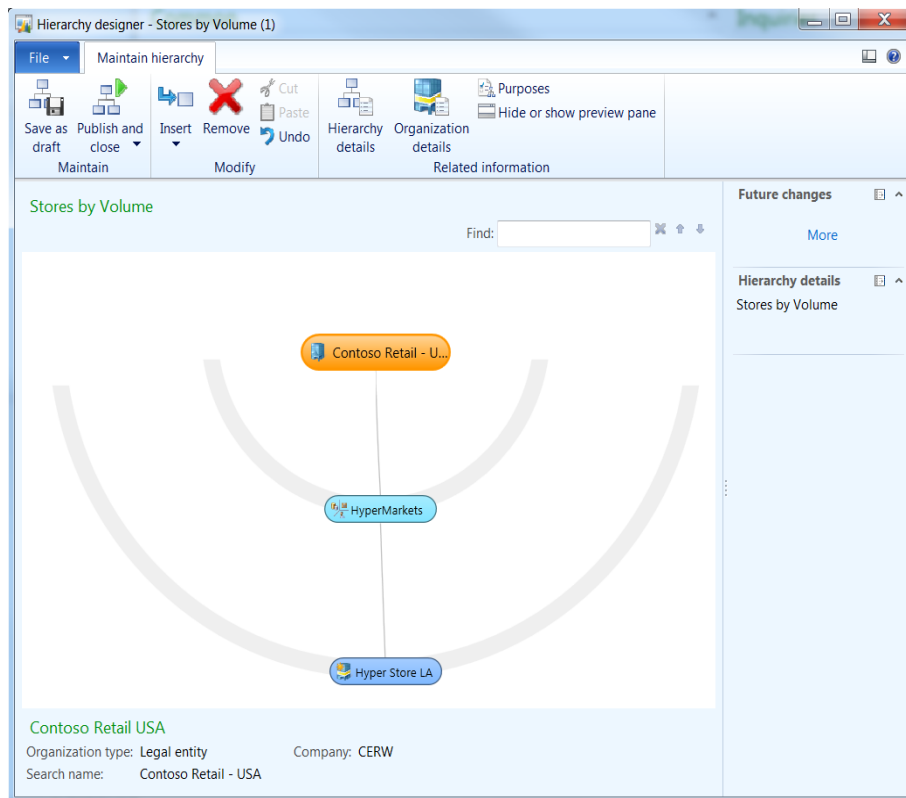 Hierarchy designer - Stores by Volume (1)
File
Maintain hierarchy
Save as draft
Publish and close
Insert
Remove
Cut
Paste
Undo
Hierarchy details
Organization details
Purposes
Hide or show preview pane
Maintain
Modify
Related information
Stores by Volume
Find:
Future changes
More
Hierarchy details
Stores by Volume
Contoso Retail - U...
HyperMarkets
Hyper Store LA
Contoso Retail USA
Organization type: Legal entity Company: CERW
Search name: Contoso Retail - USA